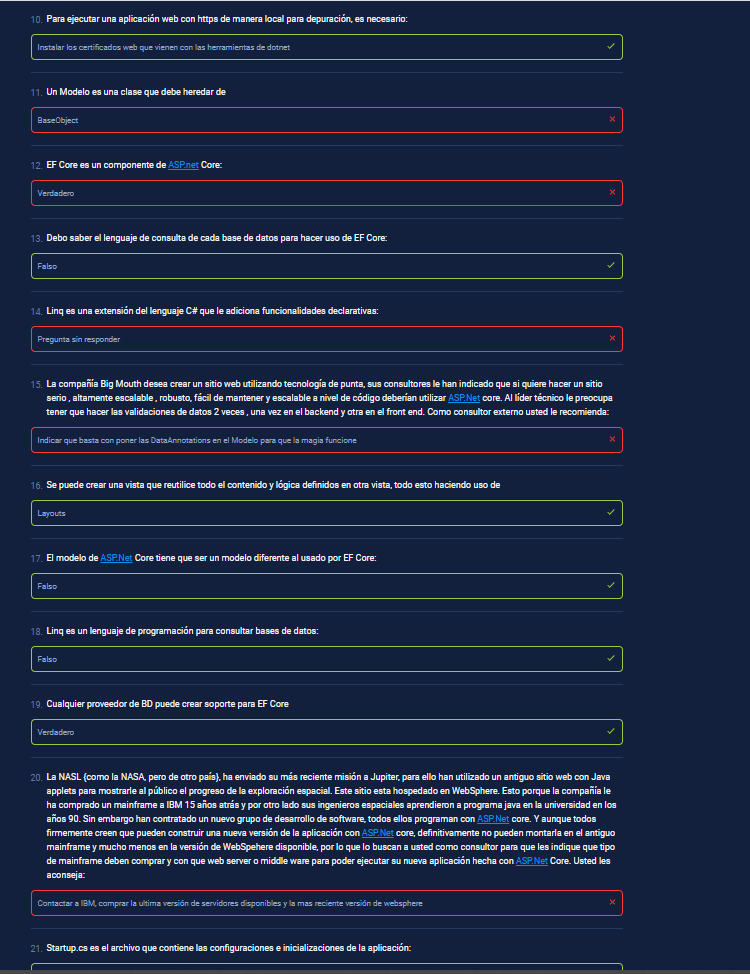 10. Para ejecutar una aplicación web con https de manera local para depuración, es necesario:
Instalar los certificados web que vienen con las herramientas de dotnet
11. Un Modelo es una clase que debe heredar de
BaseObject
12. EF Core es un componente de ASP.net Core:
Verdadero
13. Debo saber el lenguaje de consulta de cada base de datos para hacer uso de EF Core:
Falso
14. Linq es una extensión del lenguaje C# que le adiciona funcionalidades declarativas:
Pregunta sin responder
15. La compañía Big Mouth desea crear un sitio web utilizando tecnología de punta, sus consultores le han indicado que si quiere hacer un sitio
serio , altamente escalable , robusto, fácil de mantener y escalable a nivel de código deberían utilizar ASP.Net core. Al líder técnico le preocupa
tener que hacer las validaciones de datos 2 veces , una vez en el backend y otra en el front end. Como consultor externo usted le recomienda:
Indicar que basta con poner las DataAnnotations en el Modelo para que la magia funcione
16. Se puede crear una vista que reutilice todo el contenido y lógica definidos en otra vista, todo esto haciendo uso de
Layouts
17. El modelo de ASP.Net Core tiene que ser un modelo diferente al usado por EF Core:
Falso
18. Linq es un lenguaje de programación para consultar bases de datos:
Falso
19. Cualquier proveedor de BD puede crear soporte para EF Core
Verdadero
20. La NASL {como la NASA, pero de otro país}, ha enviado su más reciente misión a Jupiter, para ello han utilizado un antiguo sitio web con Java
applets para mostrarle al público el progreso de la exploración espacial. Este sitio esta hospedado en WebSphere. Esto porque la compañía le
ha comprado un mainframe a IBM 15 años atrás y por otro lado sus ingenieros espaciales aprendieron a programa java en la universidad en los
años 90. Sin embargo han contratado un nuevo grupo de desarrollo de software, todos ellos programan con ASP.Net core. Y aunque todos
firmemente creen que pueden construir una nueva versión de la aplicación con ASP.Net core, definitivamente no pueden montarla en el antiguo
mainframe y mucho menos en la versión de WebSpehere disponible, por lo que lo buscan a usted como consultor para que les indique que tipo
de mainframe deben comprar y con que web server o middle ware para poder ejecutar su nueva aplicación hecha con ASP.Net Core. Usted les
aconseja:
Contactar a IBM, comprar la ultima versión de servidores disponibles y la mas reciente versión de websphere
21. Startup.cs es el archivo que contiene las configuraciones e inicializaciones de la aplicación: